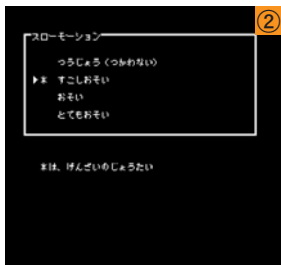 ②
スローモーション
つうじょう(つかわない)
▶* すこしおそい
おそい
とてもおそい
*は、げんざいのじょうたい